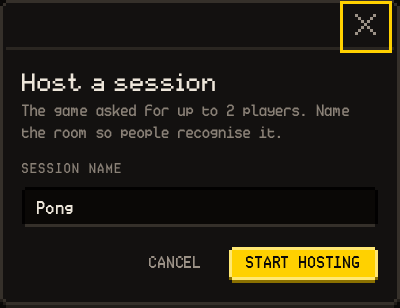 Host a session
The game asked for up to 2 players. Name
the room so people recognise it.
SESSION NAME
Pong
CANCEL
START HOSTING